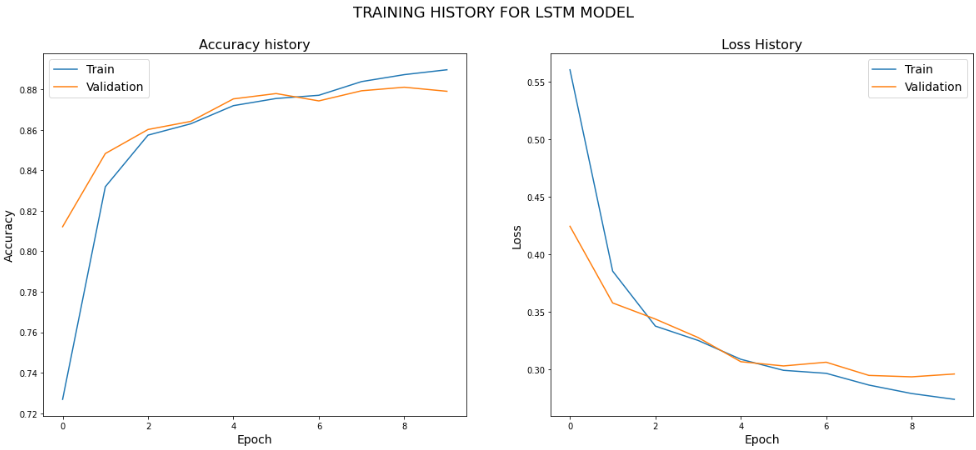 TRAINING HISTORY FOR LSTM MODEL
Accuracy history
Train
Validation
0.88
0.86
0.84
0.82
0.80
0.78
0.76
0.74
0.72
Accuracy
0 2 4 6 8
Epoch
Loss History
Train
Validation
0.55
0.50
0.45
0.40
0.35
0.30
Loss
0 2 4 6 8
Epoch